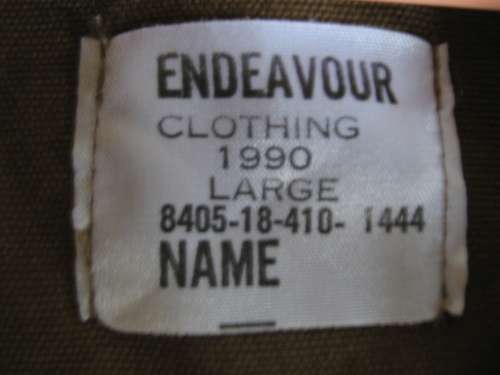 ENDEAVOUR
CLOTHING
1990
LARGE
8405-18-410- 1444
NAME